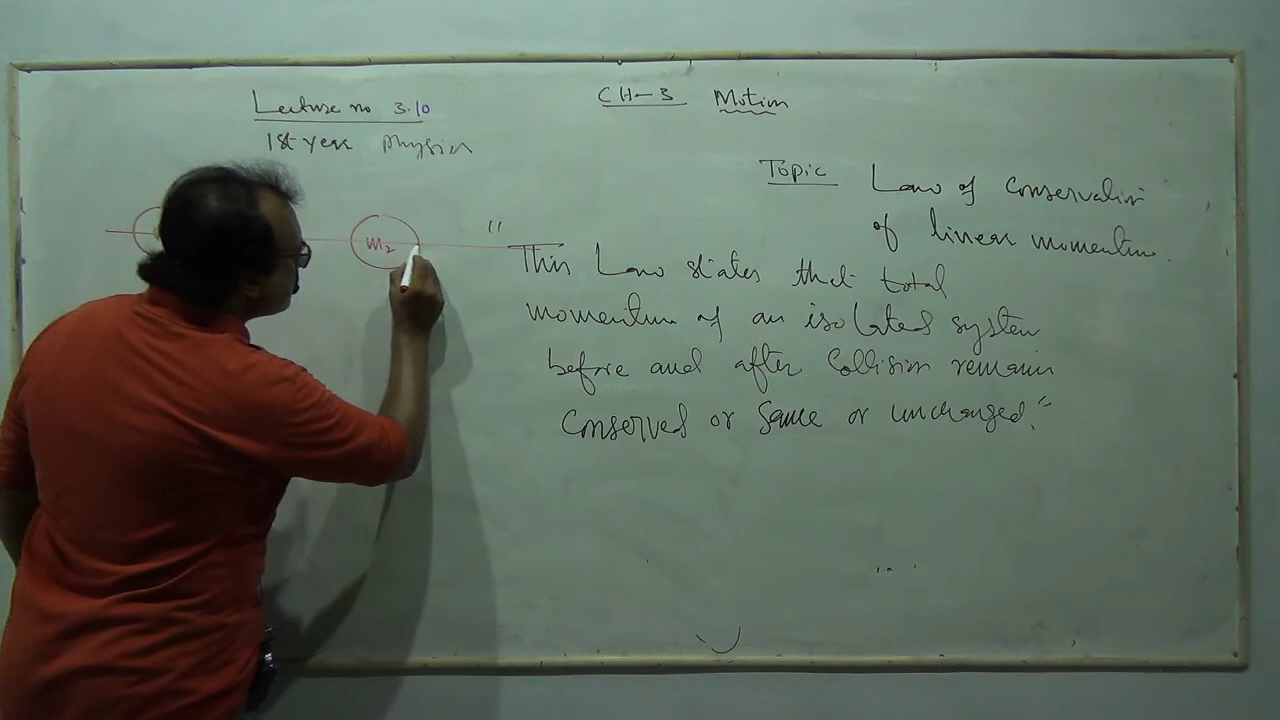 Lecture no 3.10
1st year physics
CH-3 Motion
Topic Law of conservation
of linear momentum.
m₂
"This Law states that total
momentum of an isolated system
before and after Collision remain
Conserved or Same or unchanged."